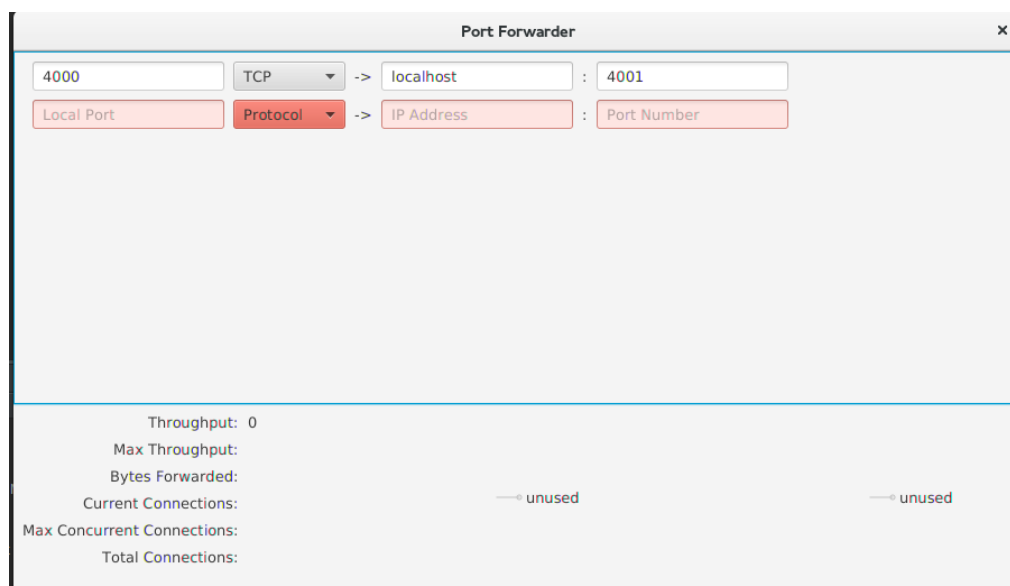 Port Forwarder ×
4000 TCP -> localhost : 4001
Local Port Protocol -> IP Address : Port Number
Throughput: 0
Max Throughput:
Bytes Forwarded:
Current Connections: unused unused
Max Concurrent Connections:
Total Connections: